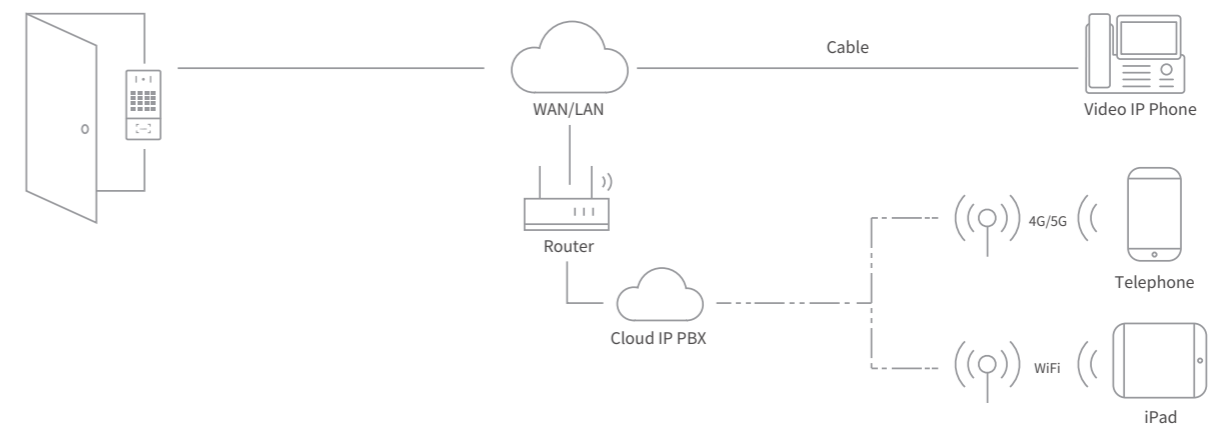 Cable
WAN/LAN
Video IP Phone
Router
4G/5G
Telephone
Cloud IP PBX
WiFi
iPad